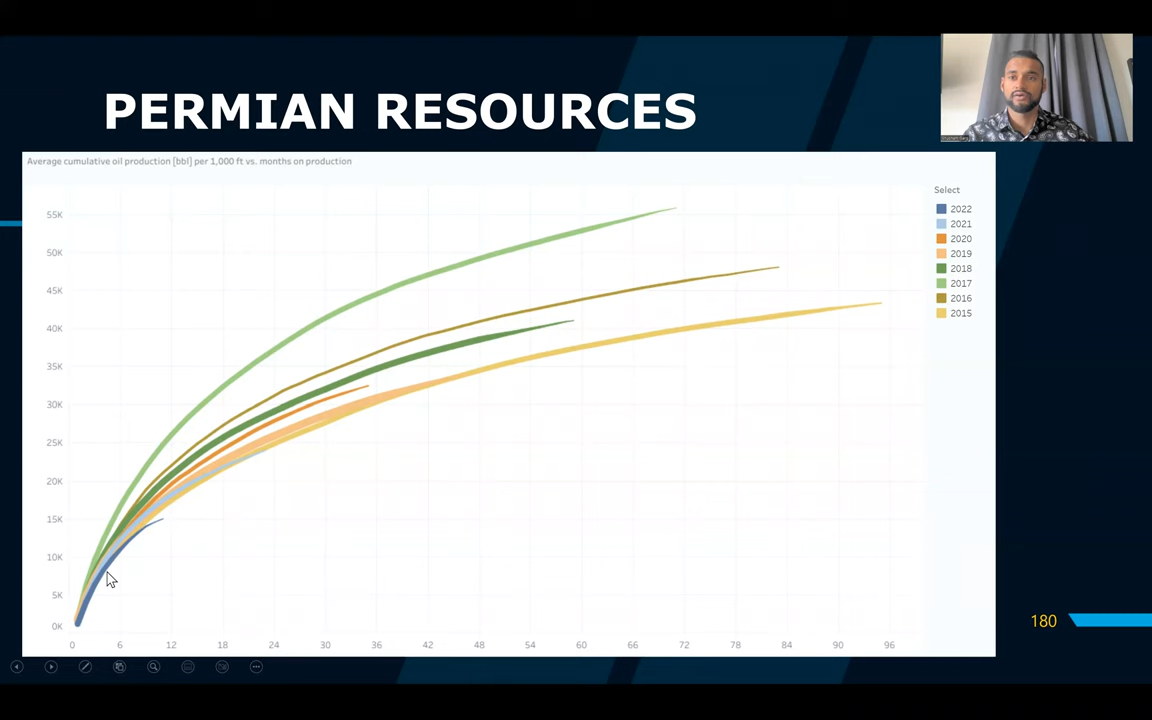 PERMIAN RESOURCES
Average cumulative oil production [bbl] per 1,000 ft vs. months on production
Select
2022
2021
2020
2019
2018
2017
2016
2015
55K
50K
45K
40K
35K
30K
25K
20K
15K
10K
5K
0K
0 6 12 18 24 30 36 42 48 54 60 66 72 78 84 90 96
180